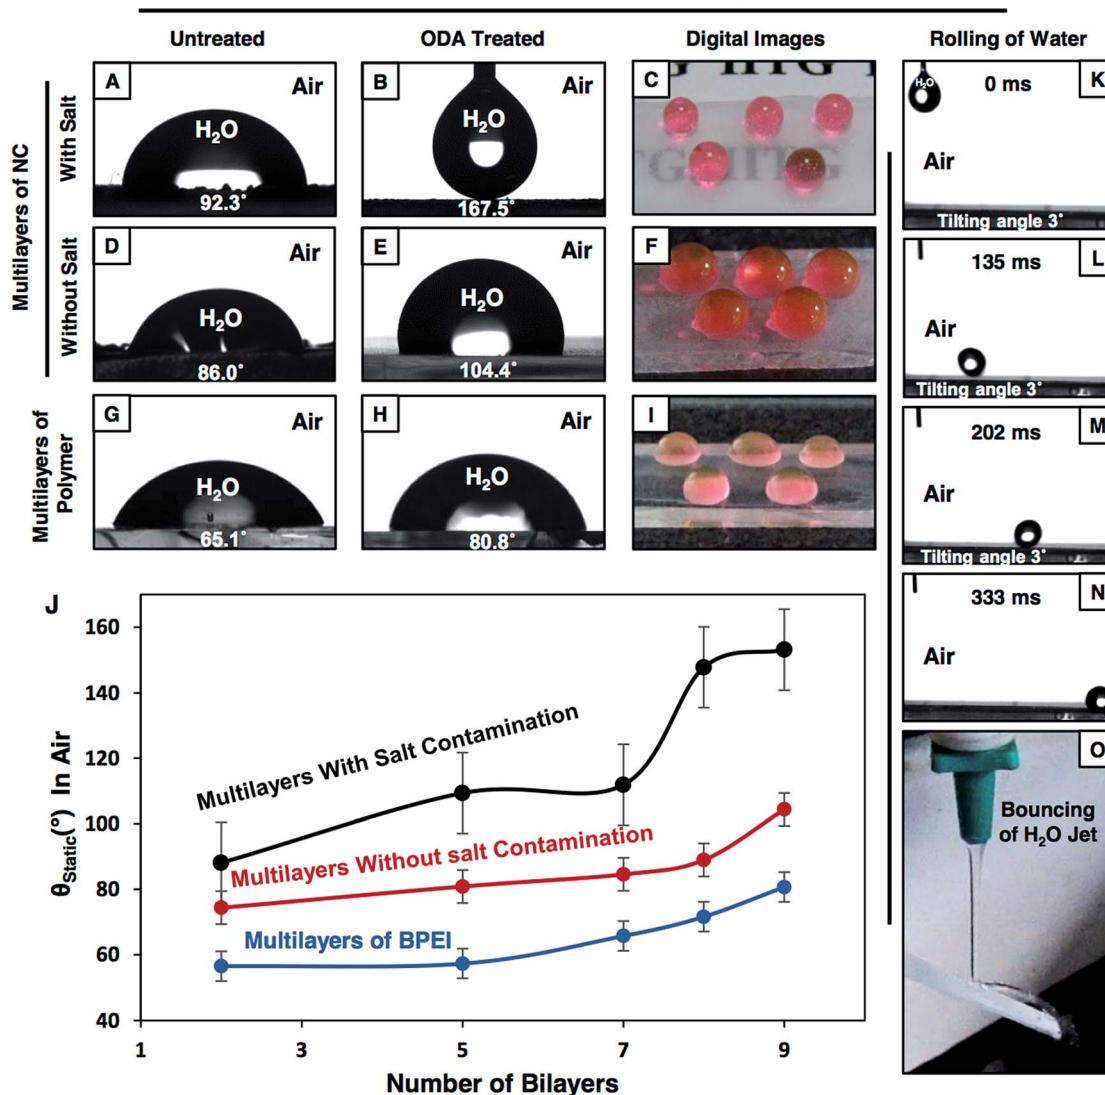 Untreated
ODA Treated
Digital Images
Rolling of Water
Multilayers of NC
With Salt
A
Air
H₂O
92.3°
B
Air
H₂O
167.5°
C
G HITG
TG HITG
Without Salt
D
Air
H₂O
86.0°
E
Air
H₂O
104.4°
F
Multilayers of
Polymer
G
Air
H₂O
65.1°
H
Air
H₂O
80.8°
I
K
H₂O
0 ms
Air
Tilting angle 3°
L
135 ms
Air
Tilting angle 3°
M
202 ms
Air
Tilting angle 3°
N
333 ms
Air
O
Bouncing
of H₂O Jet
J
θStatic(°) In Air
160
140
120
100
80
60
40
Multilayers With Salt Contamination
Multilayers Without salt Contamination
Multilayers of BPEI
1 3 5 7 9
Number of Bilayers